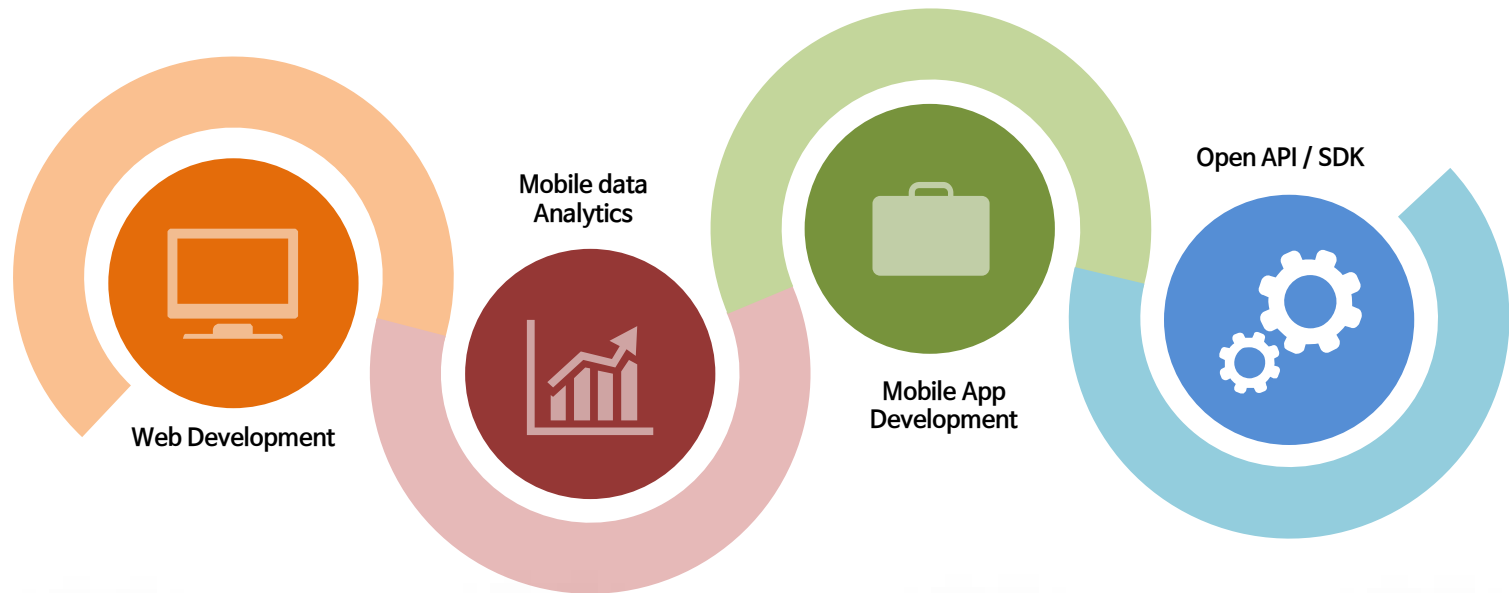 Web Development
Mobile data
Analytics
Mobile App
Development
Open API / SDK